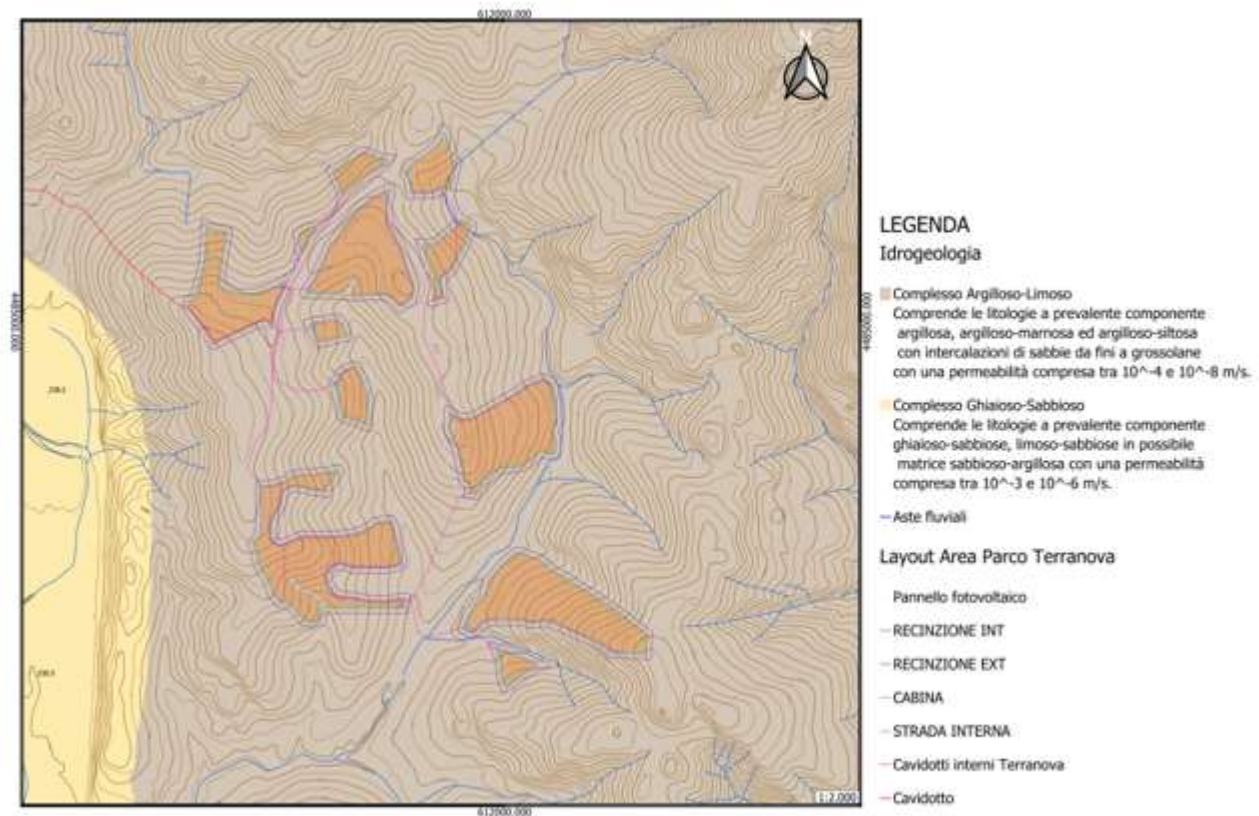 612000.000
N
4485000.000
4485000.000
1:2.000
612000.000
LEGENDA
Idrogeologia
Complesso Argilloso-Limoso
Comprende le litologie a prevalente componente
argillosa, argilloso-marnosa ed argilloso-siltosa
con intercalazioni di sabbie da fini a grossolane
con una permeabilità compresa tra 10^-4 e 10^-8 m/s.
Complesso Ghiaioso-Sabbioso
Comprende le litologie a prevalente componente
ghiaioso-sabbiose, limoso-sabbiose in possibile
matrice sabbioso-argillosa con una permeabilità
compresa tra 10^-3 e 10^-6 m/s.
Aste fluviali
Layout Area Parco Terranova
Pannello fotovoltaico
RECINZIONE INT
RECINZIONE EXT
CABINA
STRADA INTERNA
Cavidotti interni Terranova
Cavidotto